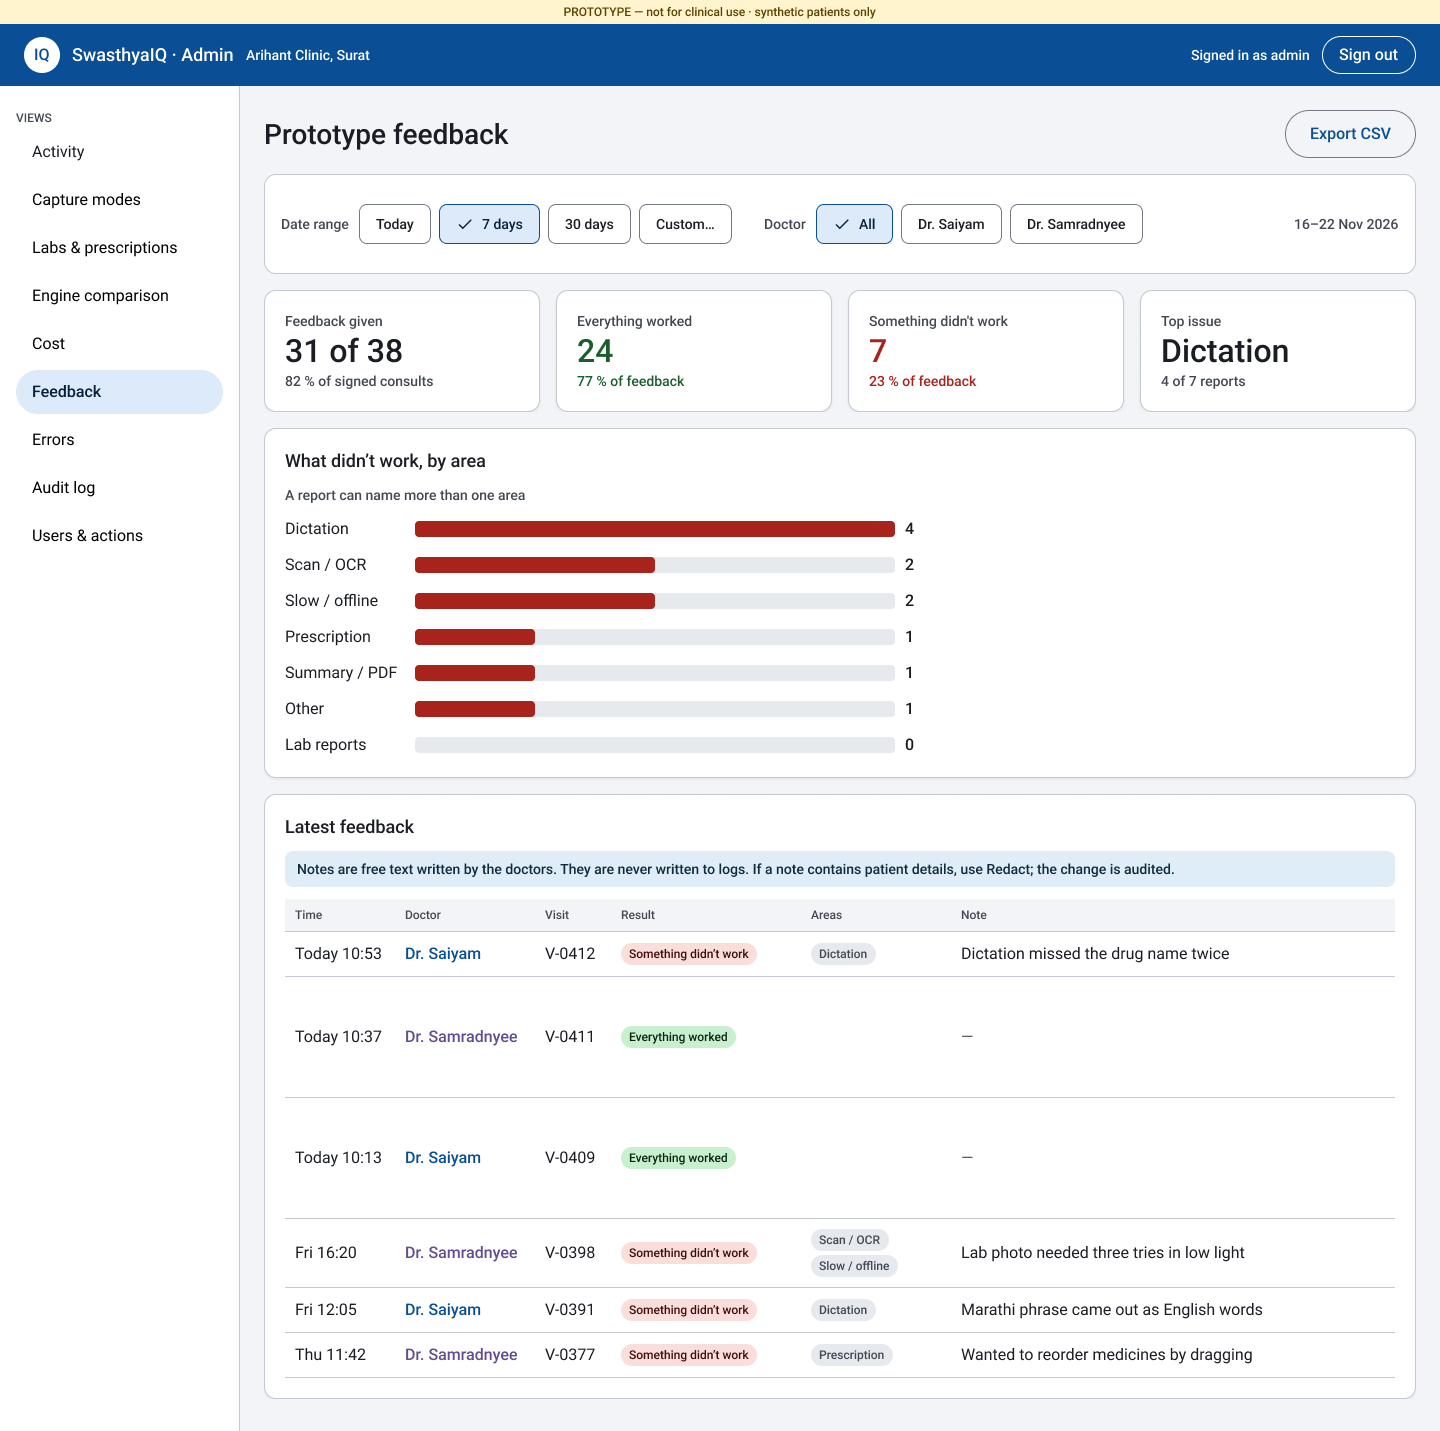 PROTOTYPE — not for clinical use · synthetic patients only
IQ SwasthyaIQ · Admin Arihant Clinic, Surat Signed in as admin Sign out
VIEWS
Activity
Capture modes
Labs & prescriptions
Engine comparison
Cost
Feedback
Errors
Audit log
Users & actions
Prototype feedback Export CSV
Date range Today 7 days 30 days Custom... Doctor All Dr. Saiyam Dr. Samradnyee 16–22 Nov 2026
Feedback given
31 of 38
82 % of signed consults
Everything worked
24
77 % of feedback
Something didn't work
7
23 % of feedback
Top issue
Dictation
4 of 7 reports
What didn’t work, by area
A report can name more than one area
Dictation 4
Scan / OCR 2
Slow / offline 2
Prescription 1
Summary / PDF 1
Other 1
Lab reports 0
Latest feedback
Notes are free text written by the doctors. They are never written to logs. If a note contains patient details, use Redact; the change is audited.
Time Doctor Visit Result Areas Note
Today 10:53 Dr. Saiyam V-0412 Something didn’t work Dictation Dictation missed the drug name twice
Today 10:37 Dr. Samradnyee V-0411 Everything worked —
Today 10:13 Dr. Saiyam V-0409 Everything worked —
Fri 16:20 Dr. Samradnyee V-0398 Something didn’t work Scan / OCR Slow / offline Lab photo needed three tries in low light
Fri 12:05 Dr. Saiyam V-0391 Something didn’t work Dictation Marathi phrase came out as English words
Thu 11:42 Dr. Samradnyee V-0377 Something didn’t work Prescription Wanted to reorder medicines by dragging